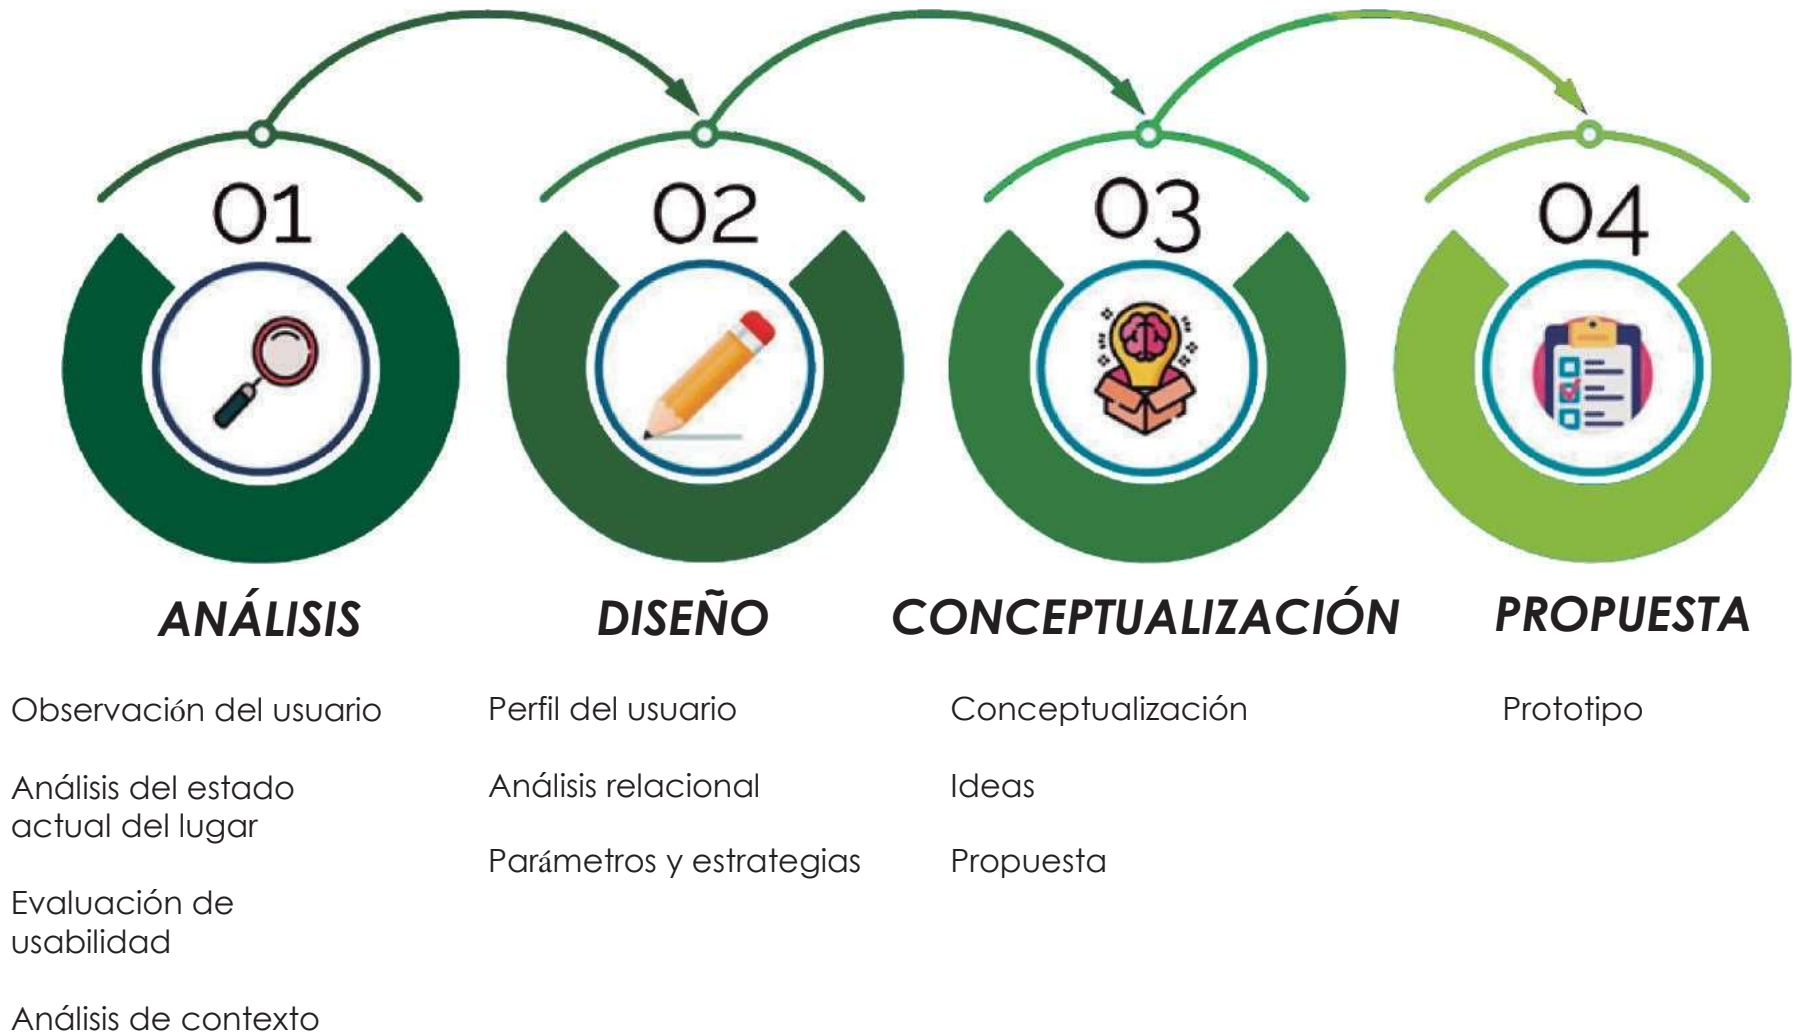 01
02
03
04
ANÁLISIS
DISEÑO
CONCEPTUALIZACIÓN
PROPUESTA
Observación del usuario
Análisis del estado
actual del lugar
Evaluación de
usabilidad
Análisis de contexto
Perfil del usuario
Análisis relacional
Parámetros y estrategias
Conceptualización
Ideas
Propuesta
Prototipo